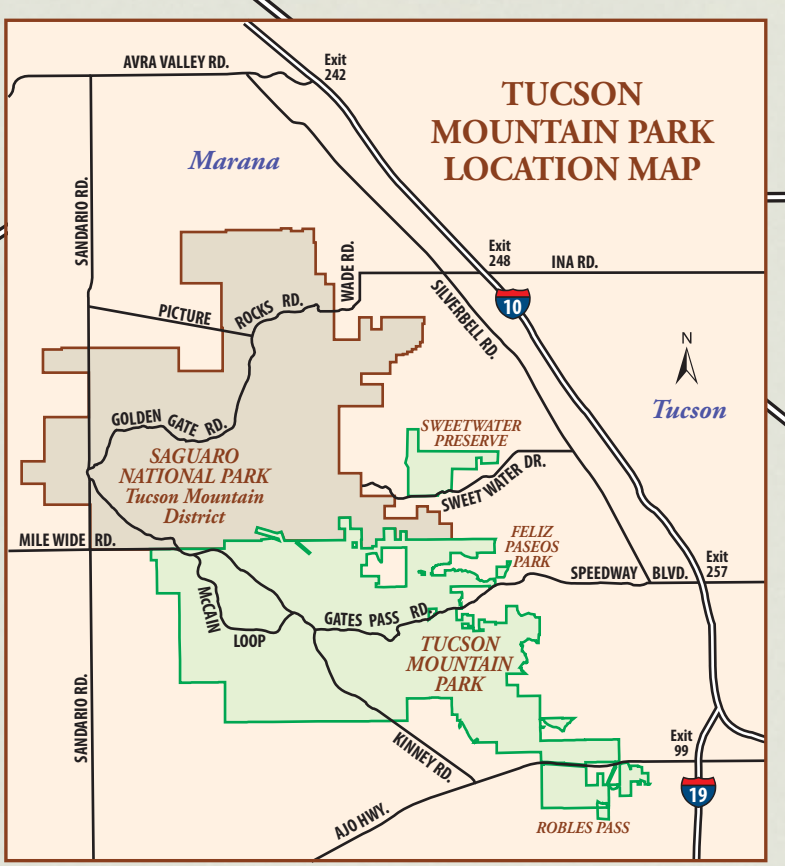 AVRA VALLEY RD.
Exit
242
TUCSON
MOUNTAIN PARK
LOCATION MAP
Marana
SANDARIO RD.
WADE RD.
Exit
248
INA RD.
10
PICTURE
ROCKS RD.
SILVERBELL RD.
N
Tucson
GOLDEN GATE RD.
SWEETWATER
PRESERVE
SAGUARO
NATIONAL PARK
Tucson Mountain
District
SWEET WATER DR.
MILE WIDE RD.
FELIZ
PASEOS
PARK
SPEEDWAY BLVD.
Exit
257
McCAIN
LOOP
GATES PASS RD.
TUCSON
MOUNTAIN
PARK
SANDARIO RD.
KINNEY RD.
Exit
99
19
AJO HWY.
ROBLES PASS